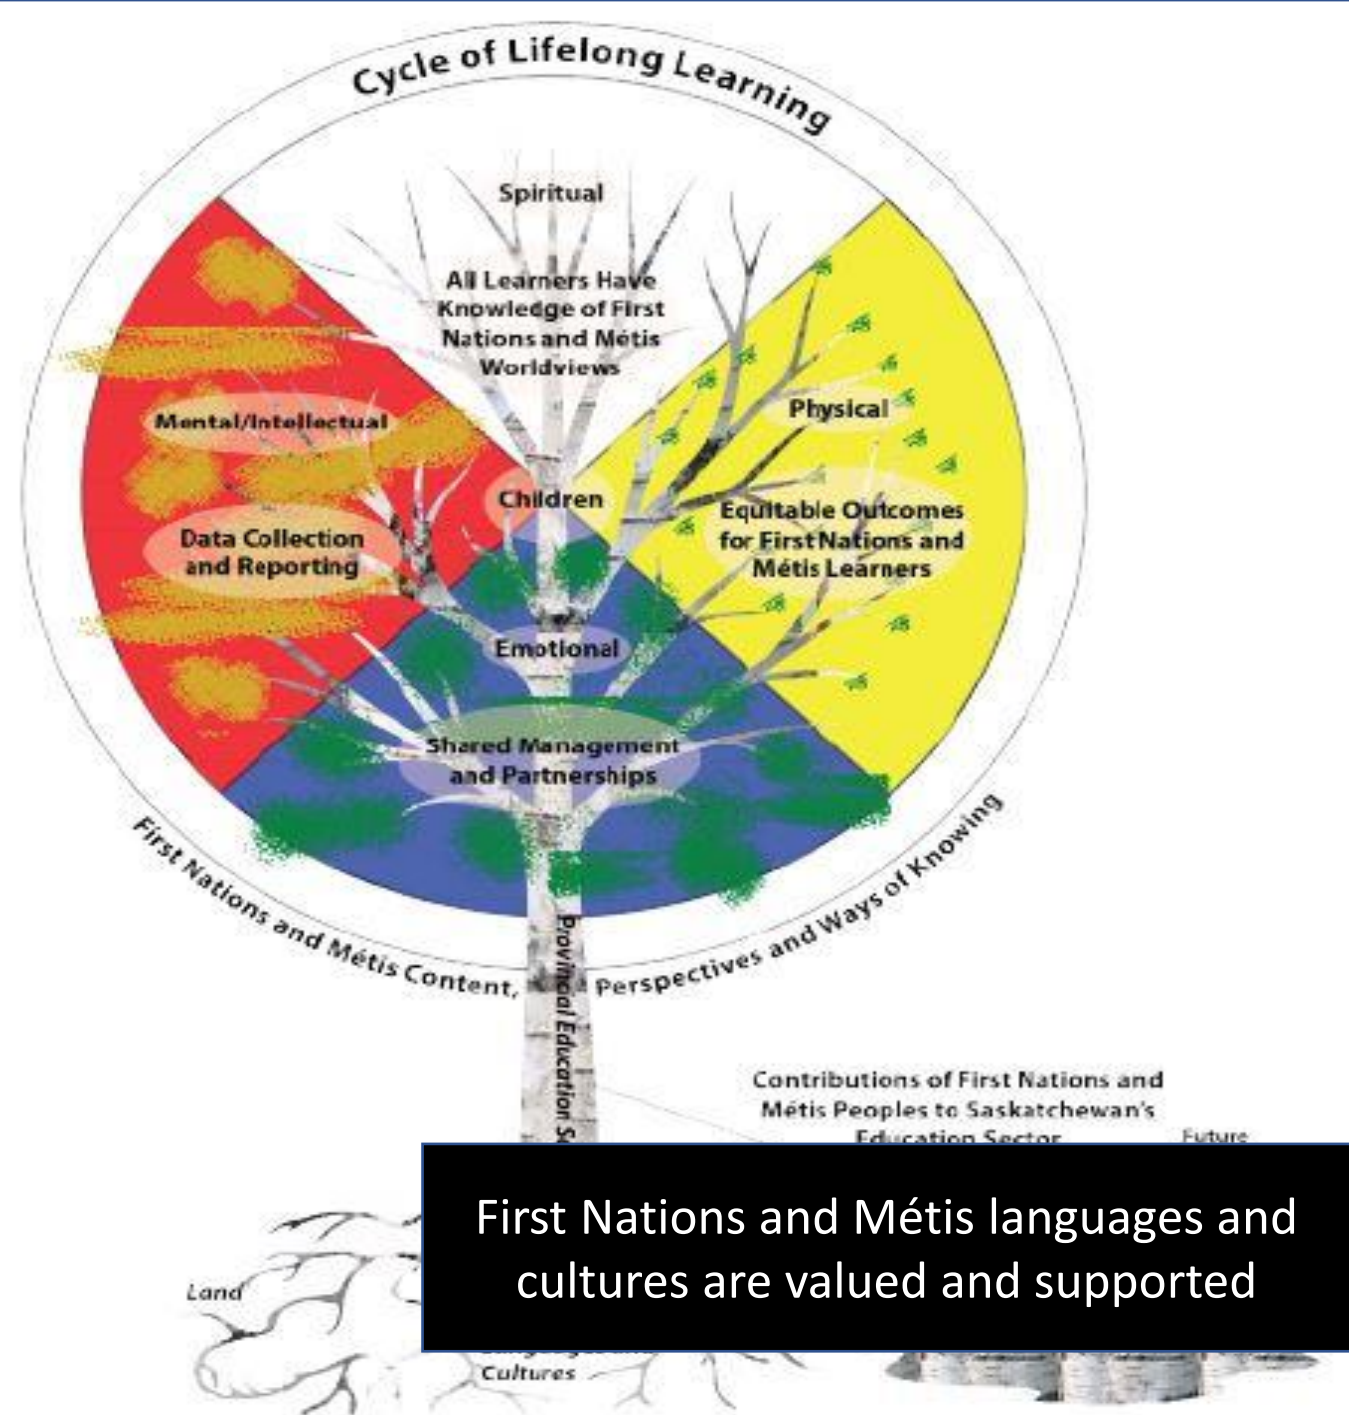 Cycle of Lifelong Learning
Spiritual
All Learners Have
Knowledge of First
Nations and Métis
Worldviews
Mental/Intellectual
Physical
Children
Data Collection
and Reporting
Equitable Outcomes
for First Nations and
Métis Learners
Emotional
Shared Management
and Partnerships
First Nations and Métis Content,
Perspectives and Ways of Knowing
Provincial Education
Contributions of First Nations and
Métis Peoples to Saskatchewan's
Education Sector
Future
First Nations and Métis languages and
cultures are valued and supported
Land
Cultures